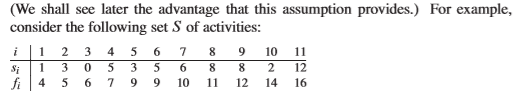 (We shall see later the advantage that this assumption provides.) For example,
consider the following set S of activities:
i 1 2 3 4 5 6 7 8 9 10 11
si 1 3 0 5 3 5 6 8 8 2 12
fi 4 5 6 7 9 9 10 11 12 14 16